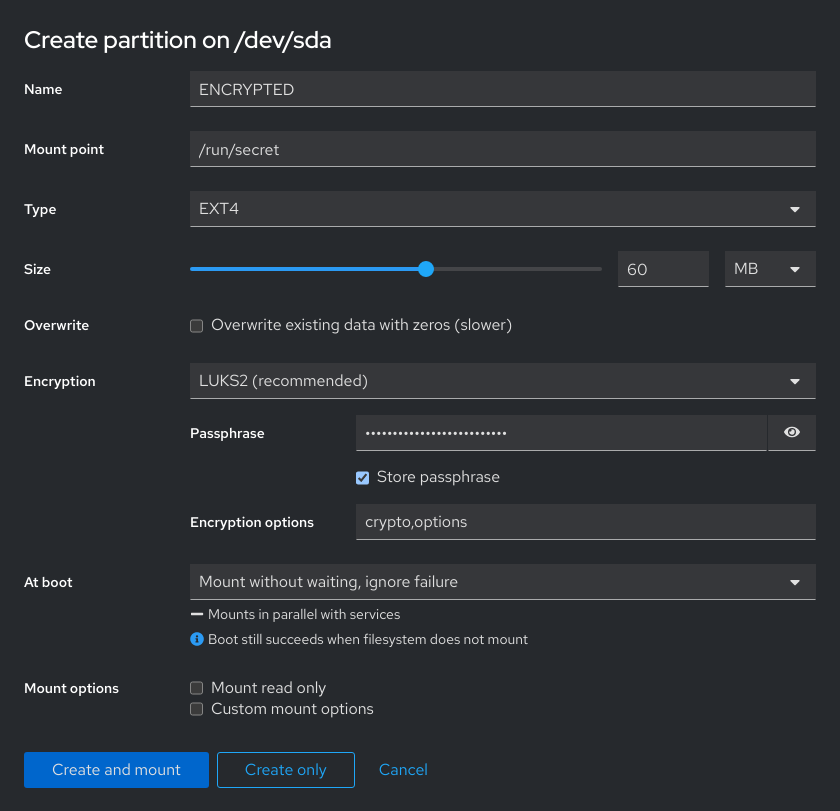 Create partition on /dev/sda
Name ENCRYPTED
Mount point /run/secret
Type EXT4
Size 60 MB
Overwrite Overwrite existing data with zeros (slower)
Encryption LUKS2 (recommended)
Passphrase ••••••••••••••••••••••••••
Store passphrase
Encryption options crypto,options
At boot Mount without waiting, ignore failure
Mounts in parallel with services
Boot still succeeds when filesystem does not mount
Mount options Mount read only
Custom mount options
Create and mount Create only Cancel